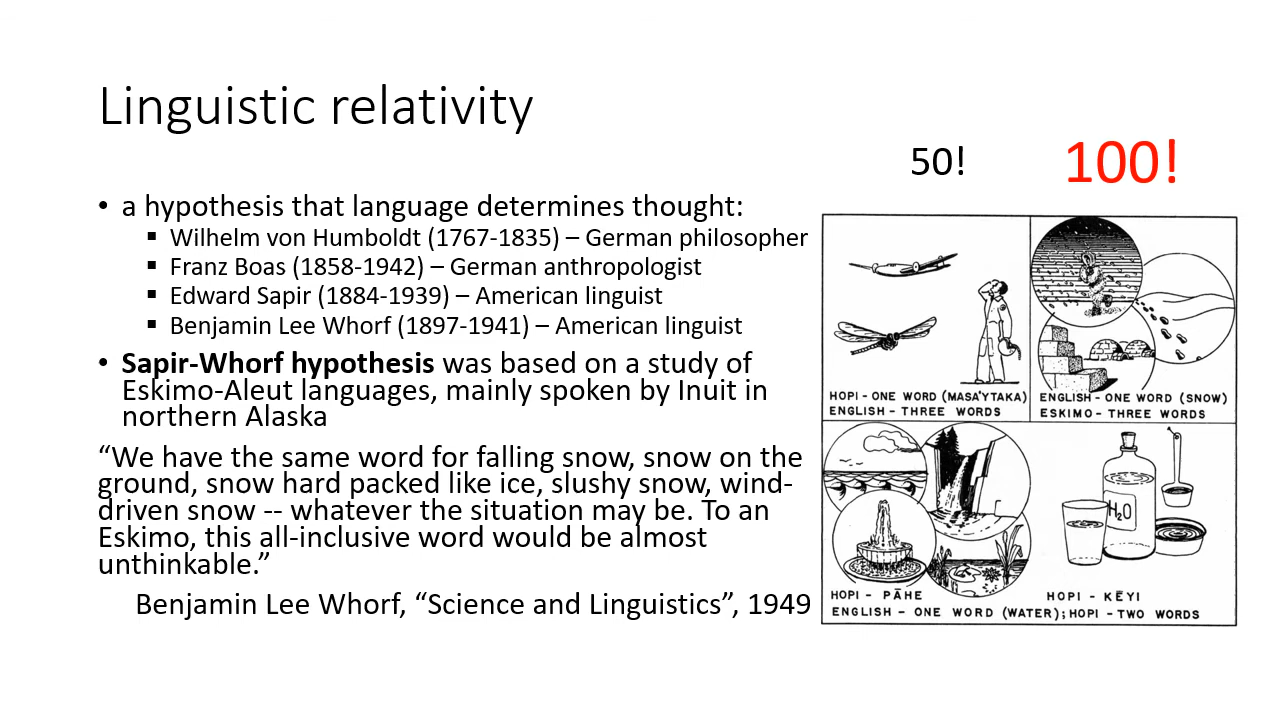 Linguistic relativity
50!
100!
• a hypothesis that language determines thought:
▪ Wilhelm von Humboldt (1767-1835) – German philosopher
▪ Franz Boas (1858-1942) – German anthropologist
▪ Edward Sapir (1884-1939) – American linguist
▪ Benjamin Lee Whorf (1897-1941) – American linguist
• Sapir-Whorf hypothesis was based on a study of
Eskimo-Aleut languages, mainly spoken by Inuit in
northern Alaska
“We have the same word for falling snow, snow on the
ground, snow hard packed like ice, slushy snow, wind-
driven snow -- whatever the situation may be. To an
Eskimo, this all-inclusive word would be almost
unthinkable.”
Benjamin Lee Whorf, “Science and Linguistics”, 1949
HOPI - ONE WORD (MASA'YTAKA)
ENGLISH - THREE WORDS
ENGLISH - ONE WORD (SNOW)
ESKIMO - THREE WORDS
H₂O
HOPI - PĀHE
HOPI - KĒYI
ENGLISH - ONE WORD (WATER); HOPI - TWO WORDS